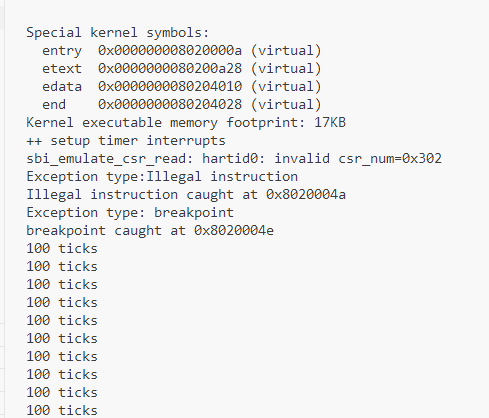 Special kernel symbols:
  entry  0x000000008020000a (virtual)
  etext  0x0000000080200a28 (virtual)
  edata  0x0000000080204010 (virtual)
  end    0x0000000080204028 (virtual)
Kernel executable memory footprint: 17KB
++ setup timer interrupts
sbi_emulate_csr_read: hartid0: invalid csr_num=0x302
Exception type:Illegal instruction
Illegal instruction caught at 0x8020004a
Exception type: breakpoint
breakpoint caught at 0x8020004e
100 ticks
100 ticks
100 ticks
100 ticks
100 ticks
100 ticks
100 ticks
100 ticks
100 ticks
100 ticks